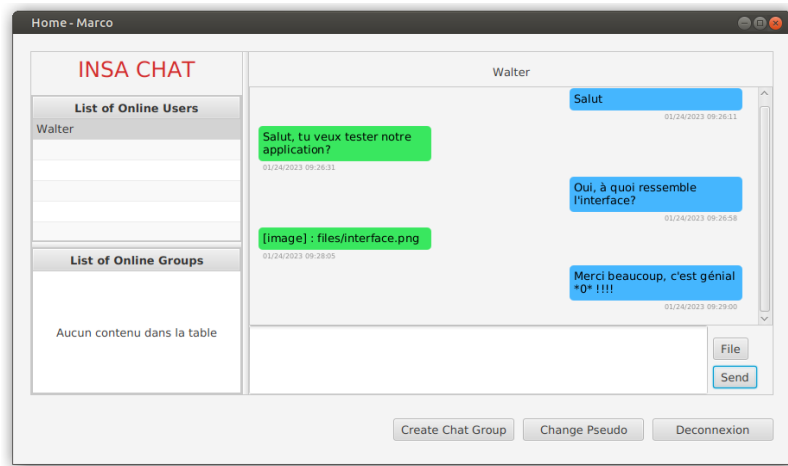 Home - Marco
INSA CHAT
List of Online Users
Walter
List of Online Groups
Aucun contenu dans la table
Walter
Salut
01/24/2023 09:26:11
Salut, tu veux tester notre
application?
01/24/2023 09:26:31
Oui, à quoi ressemble
l'interface?
01/24/2023 09:26:58
[image] : files/interface.png
01/24/2023 09:28:05
Merci beaucoup, c'est génial
*0* !!!!
01/24/2023 09:29:00
File
Send
Create Chat Group
Change Pseudo
Deconnexion